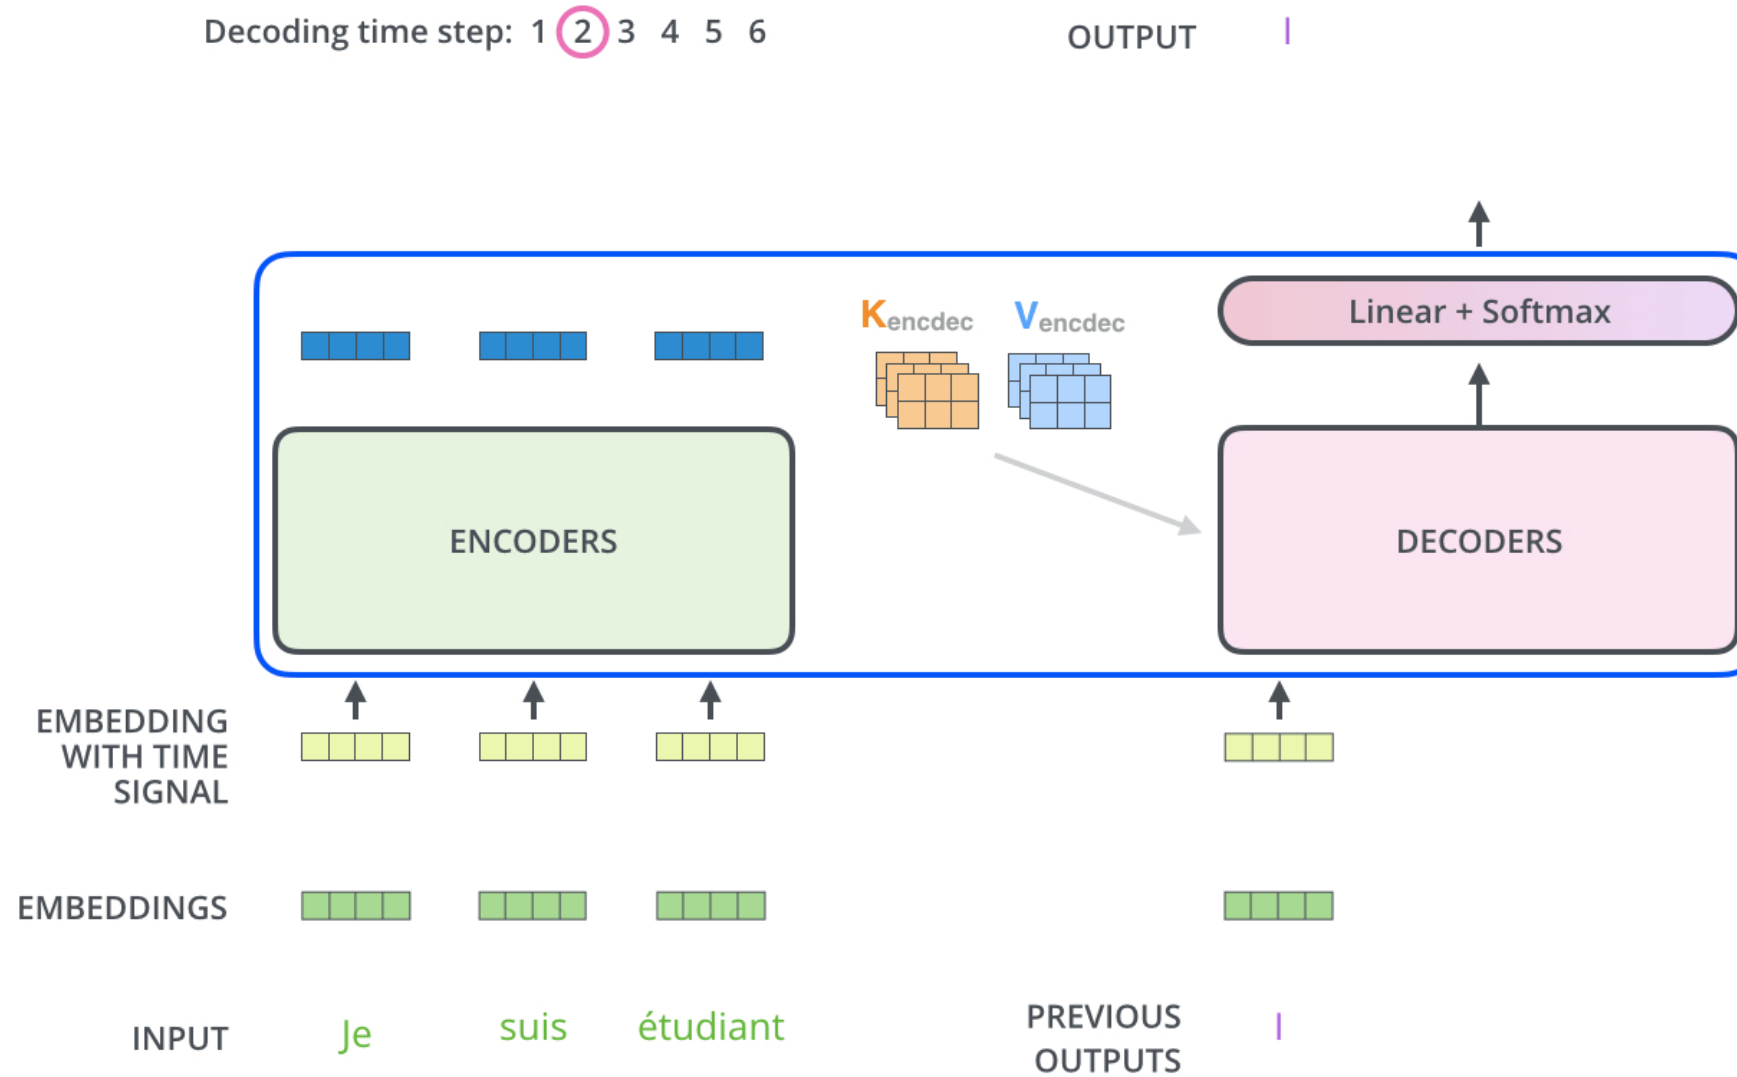 Decoding time step: 1 2 3 4 5 6
OUTPUT I
Kencdec Vencdec
Linear + Softmax
ENCODERS
DECODERS
EMBEDDING
WITH TIME
SIGNAL
EMBEDDINGS
INPUT Je suis étudiant
PREVIOUS
OUTPUTS
I